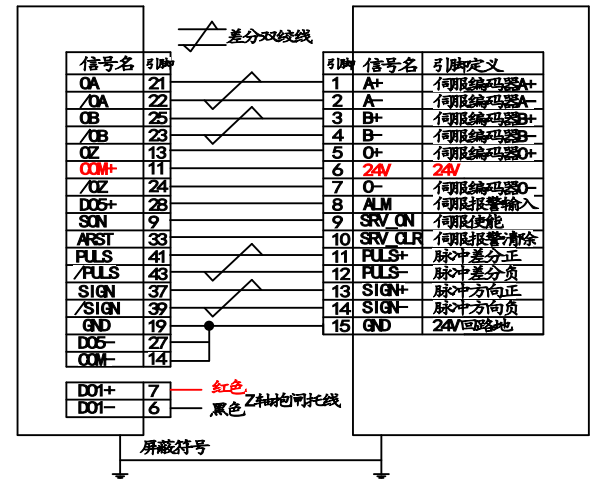 差分双绞线
信号名 引脚 引脚 信号名 引脚定义
OA 21 1 A+ 伺服编码器A+
/OA 22 2 A- 伺服编码器A-
OB 25 3 B+ 伺服编码器B+
/OB 23 4 B- 伺服编码器B-
OZ 13 5 O+ 伺服编码器O+
COM+ 11 6 24V 24V
/OZ 24 7 O- 伺服编码器O-
DO5+ 28 8 ALM 伺服报警输入
SON 9 9 SRV_ON 伺服使能
ARST 33 10 SRV_CLR 伺服报警清除
PULS 41 11 PULS+ 脉冲差分正
/PULS 43 12 PULS- 脉冲差分负
SIGN 37 13 SIGN+ 脉冲方向正
/SIGN 39 14 SIGN- 脉冲方向负
GND 19 15 GND 24V回路地
DO5- 27
COM- 14
DO1+ 7 红色
DO1- 6 黑色 Z轴抱闸托线
屏蔽符号